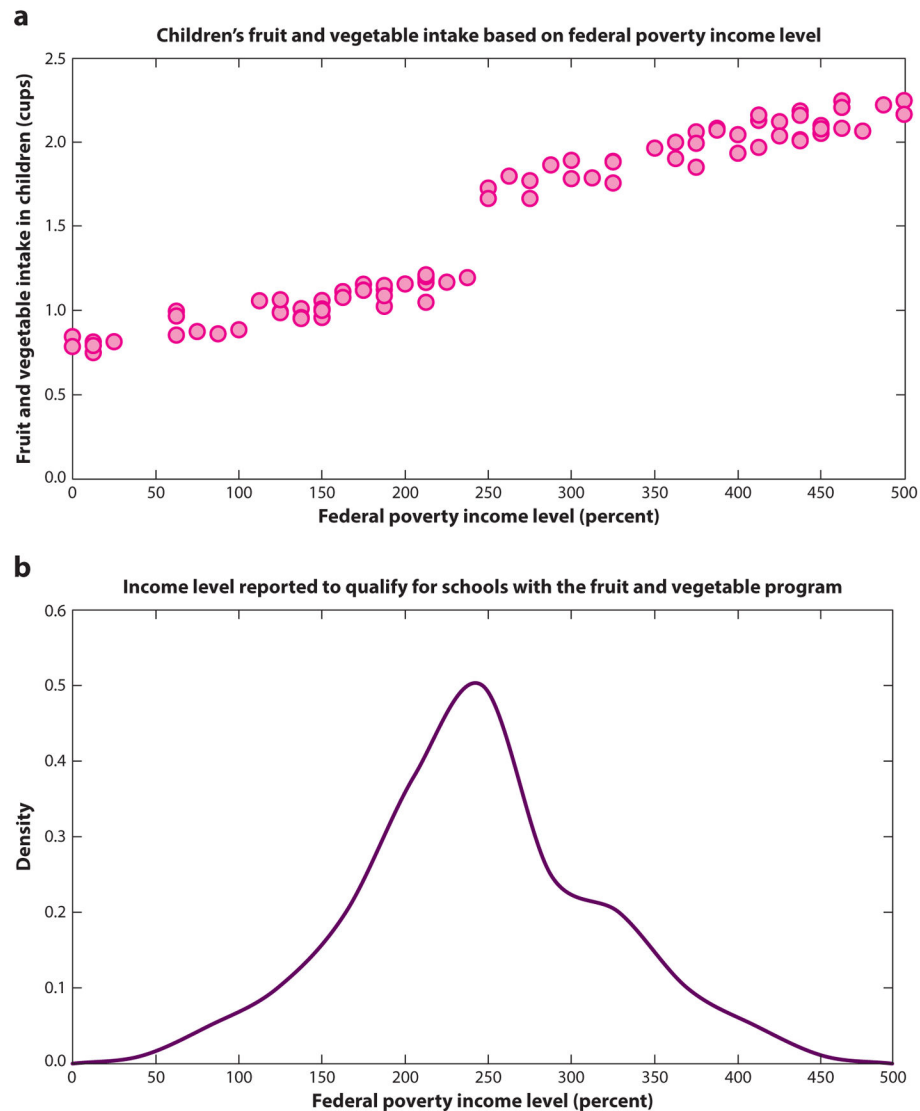 a
Children's fruit and vegetable intake based on federal poverty income level
Fruit and vegetable intake in children (cups)
2.5
2.0
1.5
1.0
0.5
0.0
0 50 100 150 200 250 300 350 400 450 500
Federal poverty income level (percent)
b
Income level reported to qualify for schools with the fruit and vegetable program
Density
0.6
0.5
0.4
0.3
0.2
0.1
0.0
0 50 100 150 200 250 300 350 400 450 500
Federal poverty income level (percent)